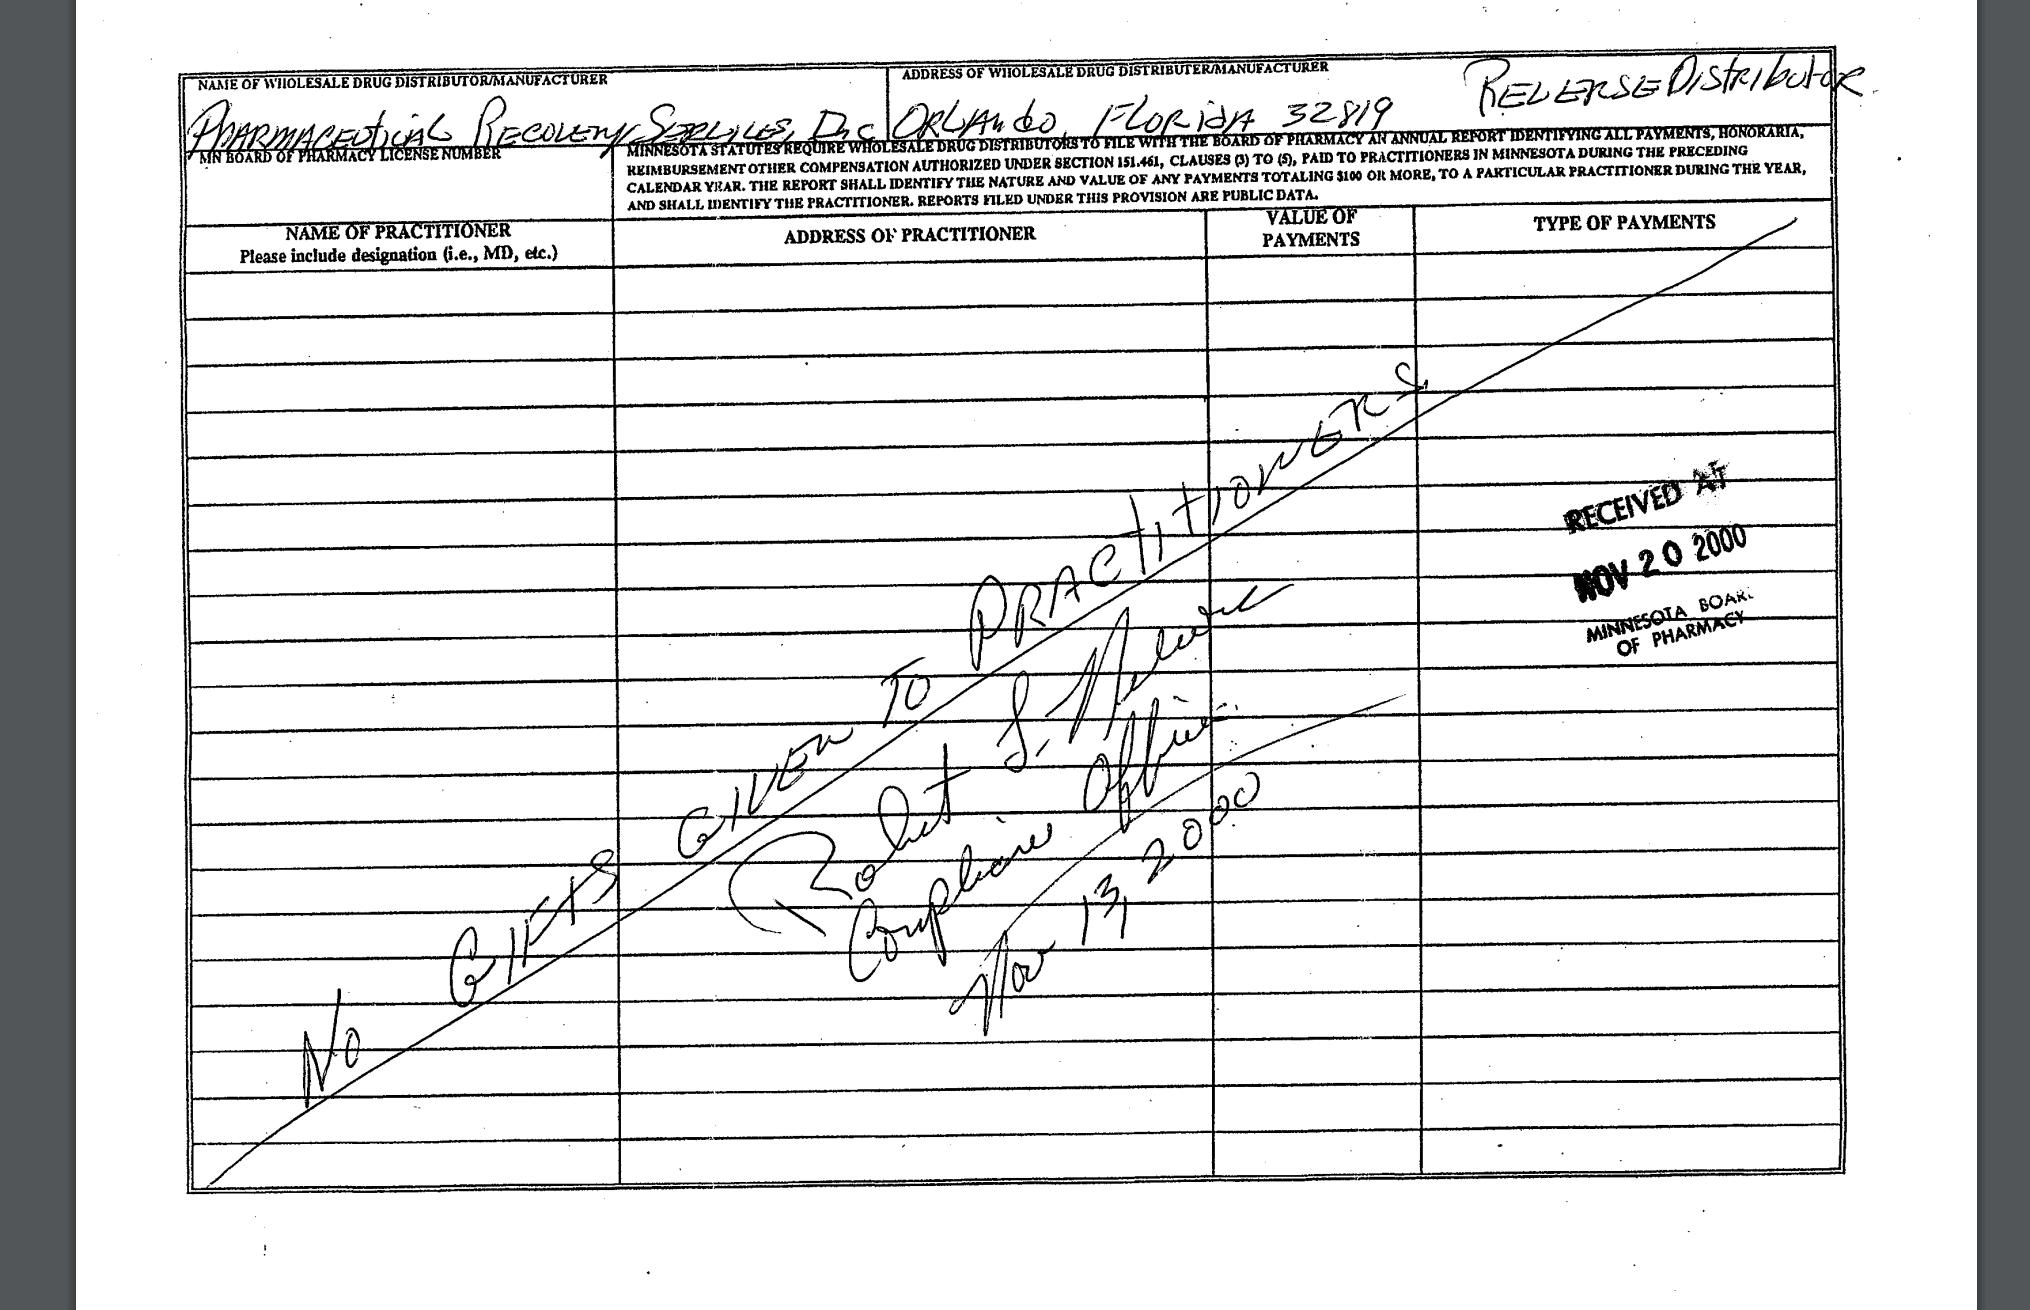 NAME OF WHOLESALE DRUG DISTRIBUTOR/MANUFACTURER
PHARMACEUTICAL RECOVERY SERVICES, INC
ADDRESS OF WHOLESALE DRUG DISTRIBUTER/MANUFACTURER
REVERSE DISTRIBUTOR
ORLANDO, FLORIDA 32819
MN BOARD OF PHARMACY LICENSE NUMBER
MINNESOTA STATUTES REQUIRE WHOLESALE DRUG DISTRIBUTORS TO FILE WITH THE BOARD OF PHARMACY AN ANNUAL REPORT IDENTIFYING ALL PAYMENTS, HONORARIA,
REIMBURSEMENT OTHER COMPENSATION AUTHORIZED UNDER SECTION 151.461, CLAUSES (3) TO (5), PAID TO PRACTITIONERS IN MINNESOTA DURING THE PRECEDING
CALENDAR YEAR. THE REPORT SHALL IDENTIFY THE NATURE AND VALUE OF ANY PAYMENTS TOTALING $100 OR MORE, TO A PARTICULAR PRACTITIONER DURING THE YEAR,
AND SHALL IDENTIFY THE PRACTITIONER. REPORTS FILED UNDER THIS PROVISION ARE PUBLIC DATA.
NAME OF PRACTITIONER
Please include designation (i.e., MD, etc.)
ADDRESS OF PRACTITIONER
VALUE OF
PAYMENTS
TYPE OF PAYMENTS
NO GIFTS GIVEN TO PRACTITIONERS
Robert L.
Compliance Officer
Nov 13, 2000
RECEIVED AT
NOV 20 2000
MINNESOTA BOARD
OF PHARMACY